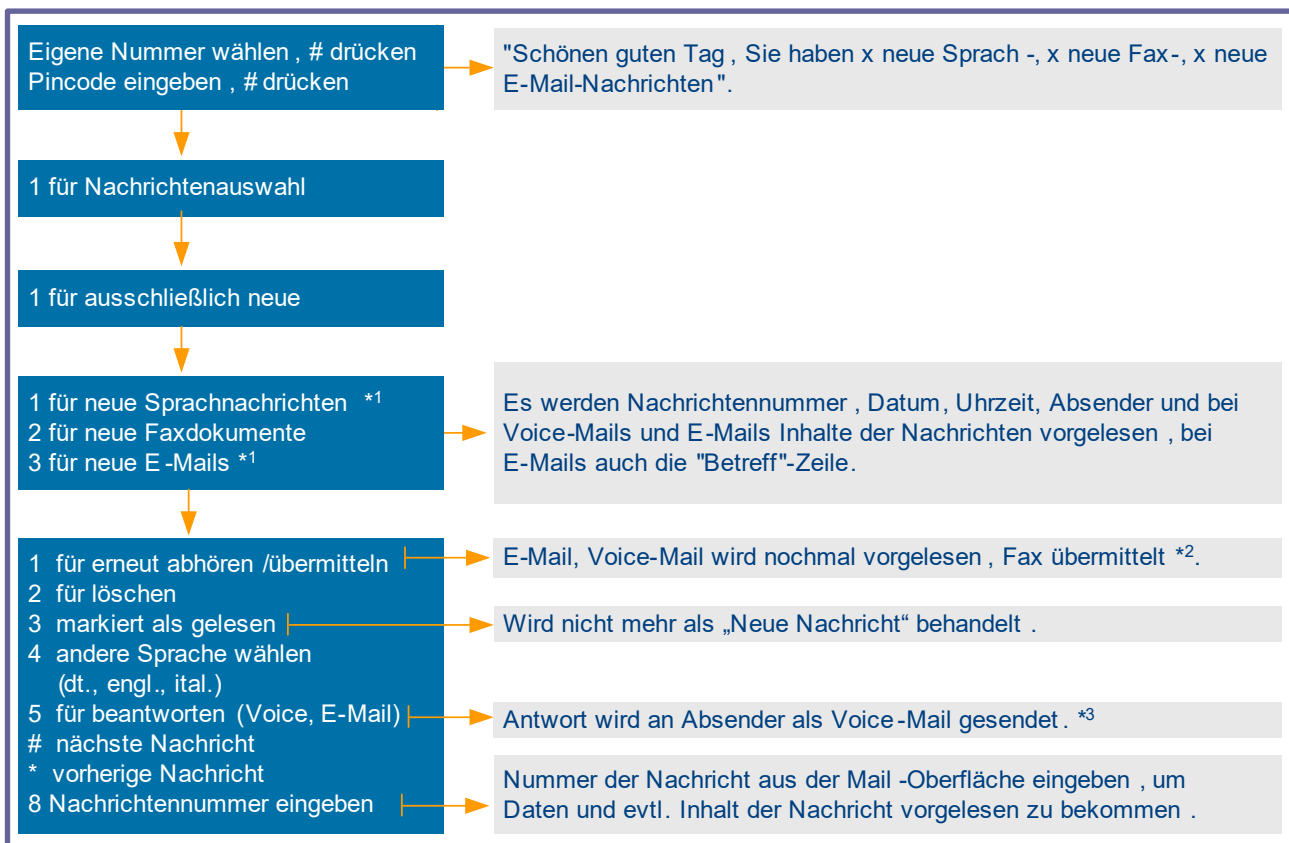 Eigene Nummer wählen , # drücken
Pincode eingeben , # drücken
"Schönen guten Tag , Sie haben x neue Sprach -, x neue Fax-, x neue
E-Mail-Nachrichten".
1 für Nachrichtenauswahl
1 für ausschließlich neue
1 für neue Sprachnachrichten *1
2 für neue Faxdokumente
3 für neue E -Mails *1
Es werden Nachrichtennummer , Datum, Uhrzeit, Absender und bei
Voice-Mails und E-Mails Inhalte der Nachrichten vorgelesen , bei
E-Mails auch die "Betreff"-Zeile.
1 für erneut abhören /übermitteln
2 für löschen
3 markiert als gelesen
4 andere Sprache wählen
(dt., engl., ital.)
5 für beantworten (Voice, E-Mail)
# nächste Nachricht
* vorherige Nachricht
8 Nachrichtennummer eingeben
E-Mail, Voice-Mail wird nochmal vorgelesen , Fax übermittelt *2.
Wird nicht mehr als „Neue Nachricht“ behandelt .
Antwort wird an Absender als Voice -Mail gesendet . *3
Nummer der Nachricht aus der Mail -Oberfläche eingeben , um
Daten und evtl. Inhalt der Nachricht vorgelesen zu bekommen .